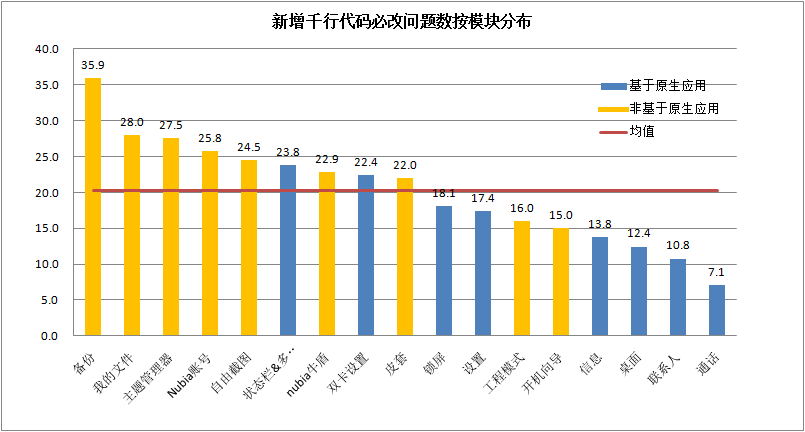 新增千行代码必改问题数按模块分布
40.0
35.0
30.0
25.0
20.0
15.0
10.0
5.0
0.0
35.9
28.0
27.5
25.8
24.5
23.8
22.9
22.4
22.0
18.1
17.4
16.0
15.0
13.8
12.4
10.8
7.1
基于原生应用
非基于原生应用
均值
备份
我的文件
主题管理器
Nubia账号
自由截图
状态栏&多··
nubia牛盾
双卡设置
皮套
锁屏
设置
工程模式
开机向导
信息
桌面
联系人
通话